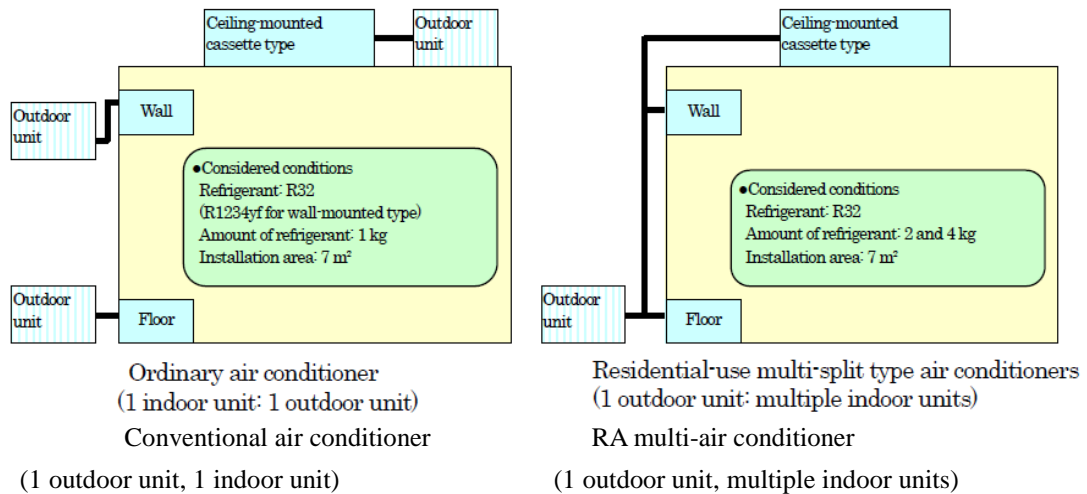 Ceiling-mounted
cassette type
Outdoor
unit
Outdoor
unit
Wall
●Considered conditions
Refrigerant: R32
(R1234yf for wall-mounted type)
Amount of refrigerant: 1 kg
Installation area: 7 m²
Outdoor
unit
Floor
Ordinary air conditioner
(1 indoor unit: 1 outdoor unit)
Conventional air conditioner
(1 outdoor unit, 1 indoor unit)
Ceiling-mounted
cassette type
Wall
●Considered conditions
Refrigerant: R32
Amount of refrigerant: 2 and 4 kg
Installation area: 7 m²
Outdoor
unit
Floor
Residential-use multi-split type air conditioners
(1 outdoor unit: multiple indoor units)
RA multi-air conditioner
(1 outdoor unit, multiple indoor units)